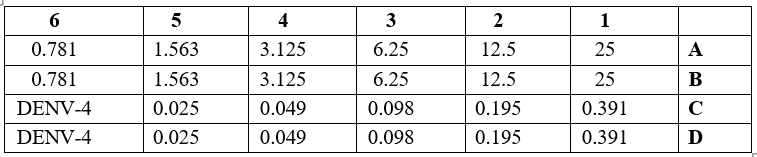 6 5 4 3 2 1
0.781 1.563 3.125 6.25 12.5 25 A
0.781 1.563 3.125 6.25 12.5 25 B
DENV-4 0.025 0.049 0.098 0.195 0.391 C
DENV-4 0.025 0.049 0.098 0.195 0.391 D